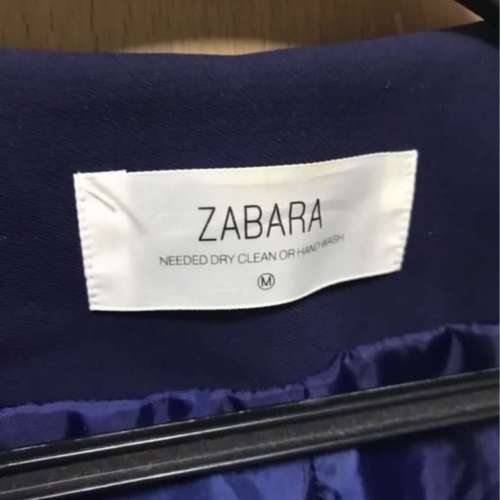 ZABARA
NEEDED DRY CLEAN OR HAND WASH
M